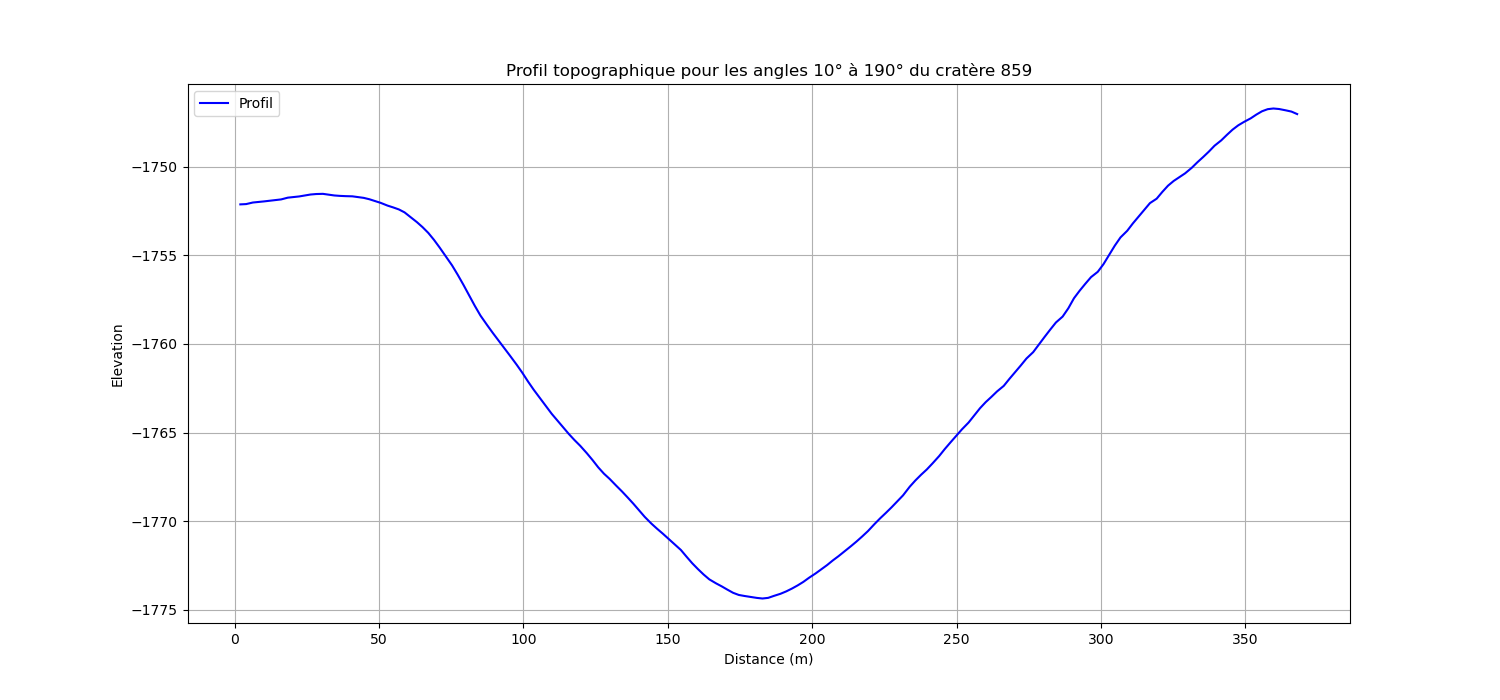 Profil topographique pour les angles 10° à 190° du cratère 859
Profil
Elevation
−1750
−1755
−1760
−1765
−1770
−1775
0 50 100 150 200 250 300 350
Distance (m)